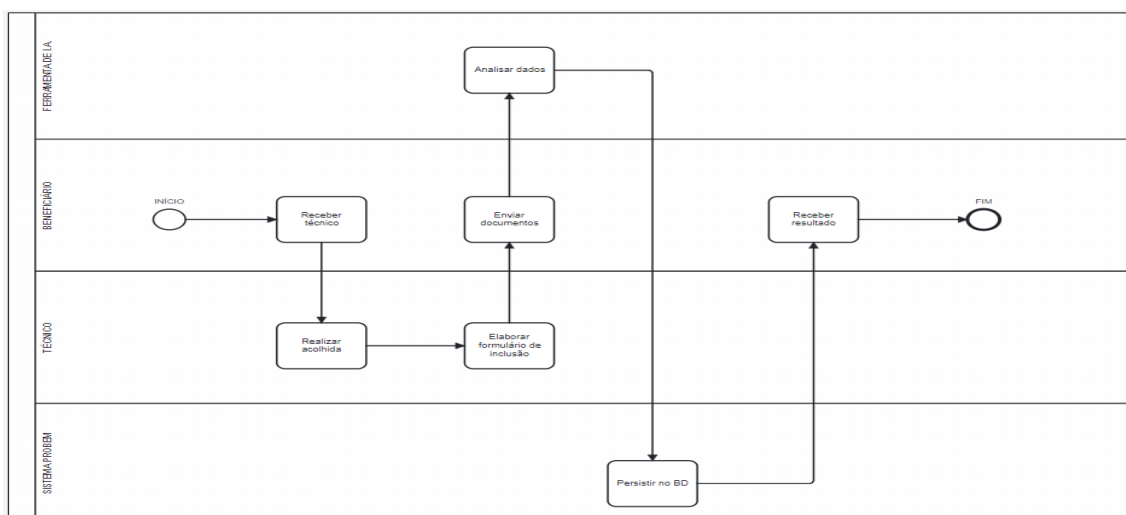 FERRAMENTA DE LA
Analisar dados
BENEFICIÁRIO
INÍCIO
Receber
técnico
Enviar
documentos
Receber
resultado
FIM
TÉCNICO
Realizar
acolhida
Elaborar
formulário de
inclusão
SISTEMA PROBEM
Persistir no BD